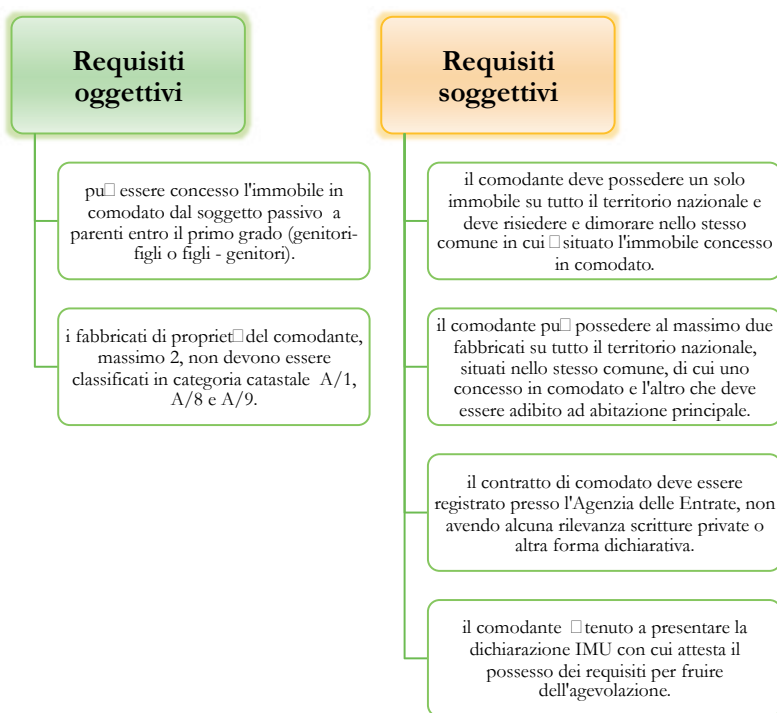 Requisiti
oggettivi
pu□ essere concesso l'immobile in
comodato dal soggetto passivo a
parenti entro il primo grado (genitori-
figli o figli - genitori).
i fabbricati di propriet□ del comodante,
massimo 2, non devono essere
classificati in categoria catastale A/1,
A/8 e A/9.
Requisiti
soggettivi
il comodante deve possedere un solo
immobile su tutto il territorio nazionale e
deve risiedere e dimorare nello stesso
comune in cui □ situato l'immobile concesso
in comodato.
il comodante pu□ possedere al massimo due
fabbricati su tutto il territorio nazionale,
situati nello stesso comune, di cui uno
concesso in comodato e l'altro che deve
essere adibito ad abitazione principale.
il contratto di comodato deve essere
registrato presso l'Agenzia delle Entrate, non
avendo alcuna rilevanza scritture private o
altra forma dichiarativa.
il comodante □ tenuto a presentare la
dichiarazione IMU con cui attesta il
possesso dei requisiti per fruire
dell'agevolazione.